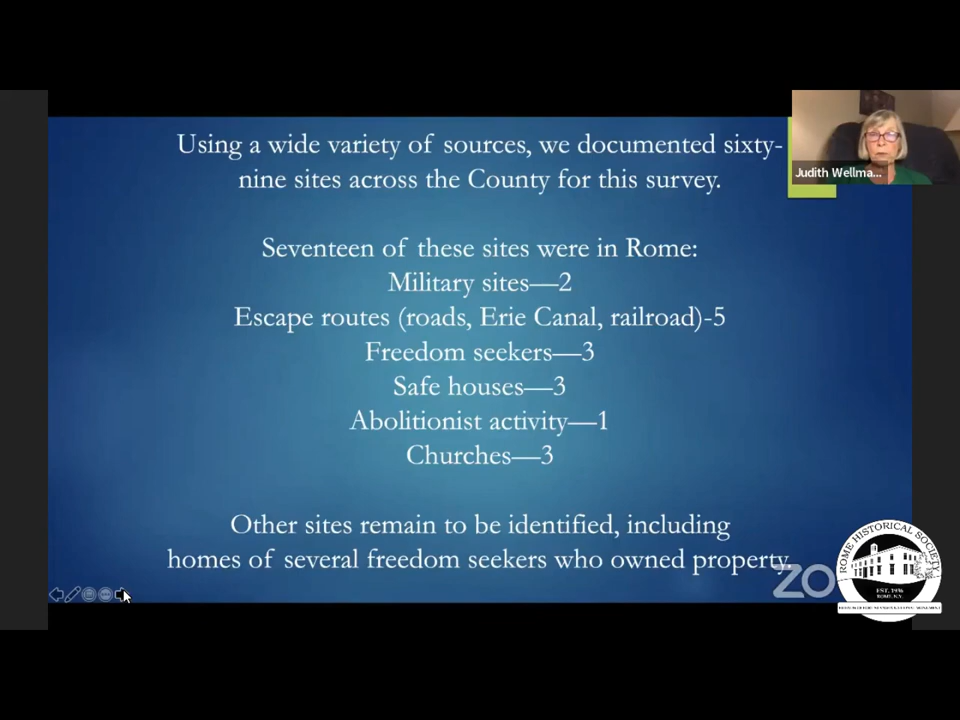 Using a wide variety of sources, we documented sixty-
nine sites across the County for this survey.
Seventeen of these sites were in Rome:
Military sites—2
Escape routes (roads, Erie Canal, railroad)-5
Freedom seekers—3
Safe houses—3
Abolitionist activity—1
Churches—3
Other sites remain to be identified, including
homes of several freedom seekers who owned property.
Judith Wellma...
ZO
ROME HISTORICAL SOCIETY
EST. 1936
ROME, N.Y.